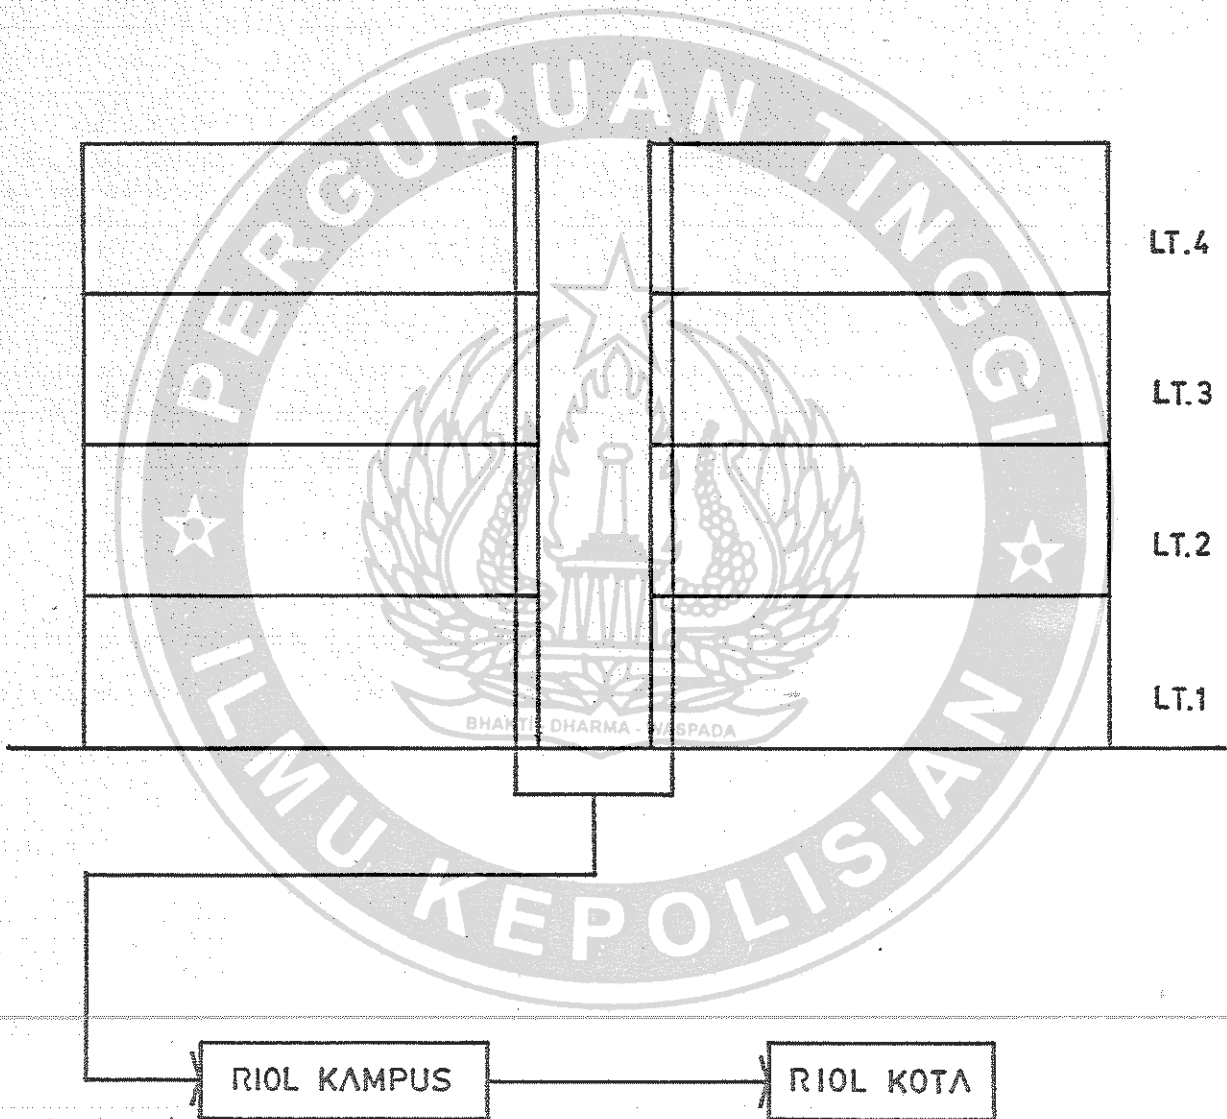 PERGURUAN TINGGI
ILMU KEPOLISIAN
BHAKTI - DHARMA - WASPADA
LT.4
LT.3
LT.2
LT.1
RIOL KAMPUS
RIOL KOTA